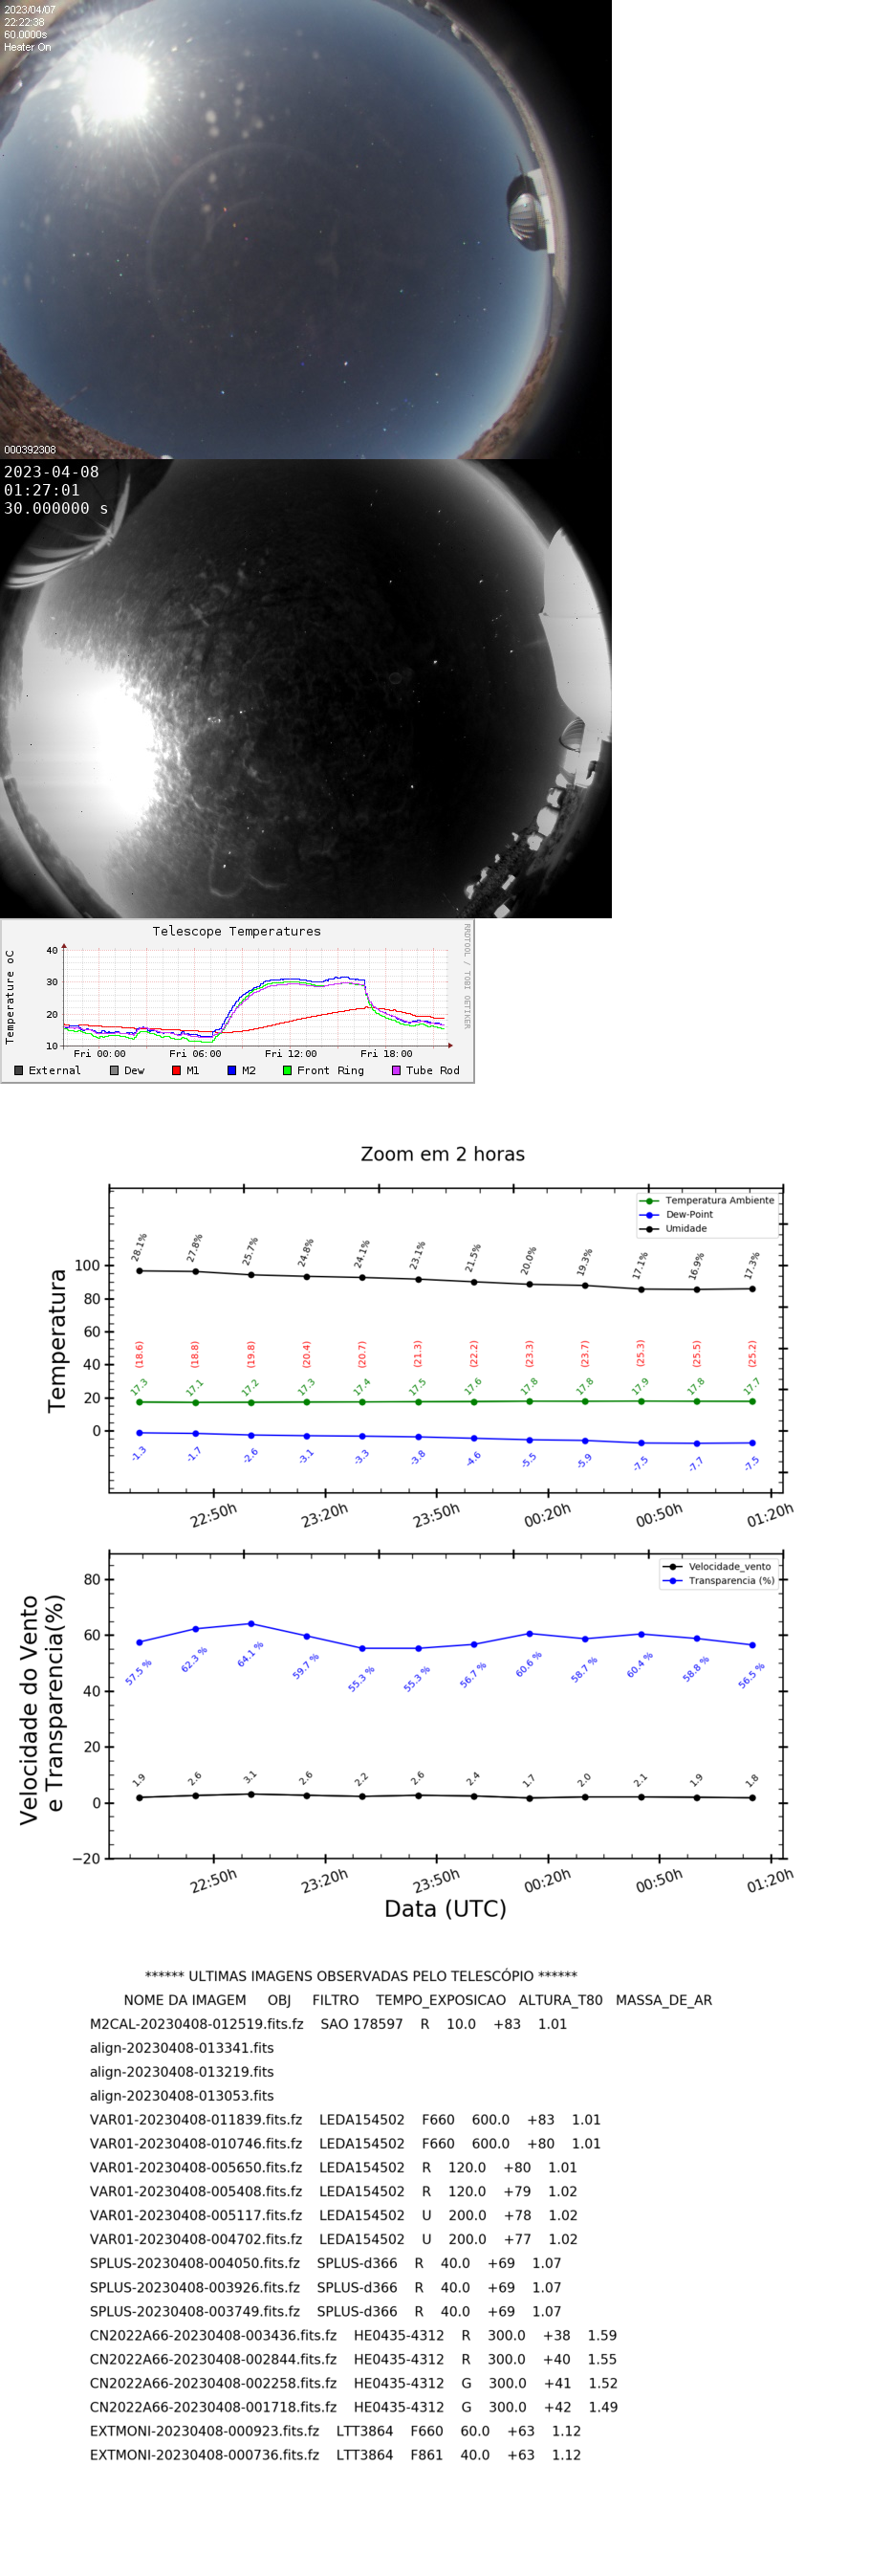 2023/04/07
22:22:38
60.0000s
Heater On
000392308
2023-04-08
01:27:01
30.000000 s
Telescope Temperatures
RRDTOOL / TOBI OETIKER
Temperature oC
40
30
20
10
Fri 00:00 Fri 06:00 Fri 12:00 Fri 18:00
External Dew M1 M2 Front Ring Tube Rod
Zoom em 2 horas
Temperatura Ambiente
Dew-Point
Umidade
Temperatura
100
80
60
40
20
0
28.1% 27.8% 25.7% 24.8% 24.1% 23.1% 21.5% 20.0% 19.3% 17.1% 16.9% 17.3%
(18.6) (18.8) (19.8) (20.4) (20.7) (21.3) (22.2) (23.3) (23.7) (25.3) (25.5) (25.2)
17.3 17.1 17.2 17.3 17.4 17.5 17.6 17.8 17.8 17.9 17.8 17.7
-1.3 -1.7 -2.6 -3.1 -3.3 -3.8 -4.6 -5.5 -5.9 -7.5 -7.7 -7.5
22:50h 23:20h 23:50h 00:20h 00:50h 01:20h
Velocidade_vento
Transparencia (%)
Velocidade do Vento
e Transparencia(%)
80
60
40
20
0
−20
57.5 % 62.3 % 64.1 % 59.7 % 55.3 % 55.3 % 56.7 % 60.6 % 58.7 % 60.4 % 58.8 % 56.5 %
1.9 2.6 3.1 2.6 2.2 2.6 2.4 1.7 2.0 2.1 1.9 1.8
22:50h 23:20h 23:50h 00:20h 00:50h 01:20h
Data (UTC)
****** ULTIMAS IMAGENS OBSERVADAS PELO TELESCÓPIO ******
NOME DA IMAGEM OBJ FILTRO TEMPO_EXPOSICAO ALTURA_T80 MASSA_DE_AR
M2CAL-20230408-012519.fits.fz SAO 178597 R 10.0 +83 1.01
align-20230408-013341.fits
align-20230408-013219.fits
align-20230408-013053.fits
VAR01-20230408-011839.fits.fz LEDA154502 F660 600.0 +83 1.01
VAR01-20230408-010746.fits.fz LEDA154502 F660 600.0 +80 1.01
VAR01-20230408-005650.fits.fz LEDA154502 R 120.0 +80 1.01
VAR01-20230408-005408.fits.fz LEDA154502 R 120.0 +79 1.02
VAR01-20230408-005117.fits.fz LEDA154502 U 200.0 +78 1.02
VAR01-20230408-004702.fits.fz LEDA154502 U 200.0 +77 1.02
SPLUS-20230408-004050.fits.fz SPLUS-d366 R 40.0 +69 1.07
SPLUS-20230408-003926.fits.fz SPLUS-d366 R 40.0 +69 1.07
SPLUS-20230408-003749.fits.fz SPLUS-d366 R 40.0 +69 1.07
CN2022A66-20230408-003436.fits.fz HE0435-4312 R 300.0 +38 1.59
CN2022A66-20230408-002844.fits.fz HE0435-4312 R 300.0 +40 1.55
CN2022A66-20230408-002258.fits.fz HE0435-4312 G 300.0 +41 1.52
CN2022A66-20230408-001718.fits.fz HE0435-4312 G 300.0 +42 1.49
EXTMONI-20230408-000923.fits.fz LTT3864 F660 60.0 +63 1.12
EXTMONI-20230408-000736.fits.fz LTT3864 F861 40.0 +63 1.12